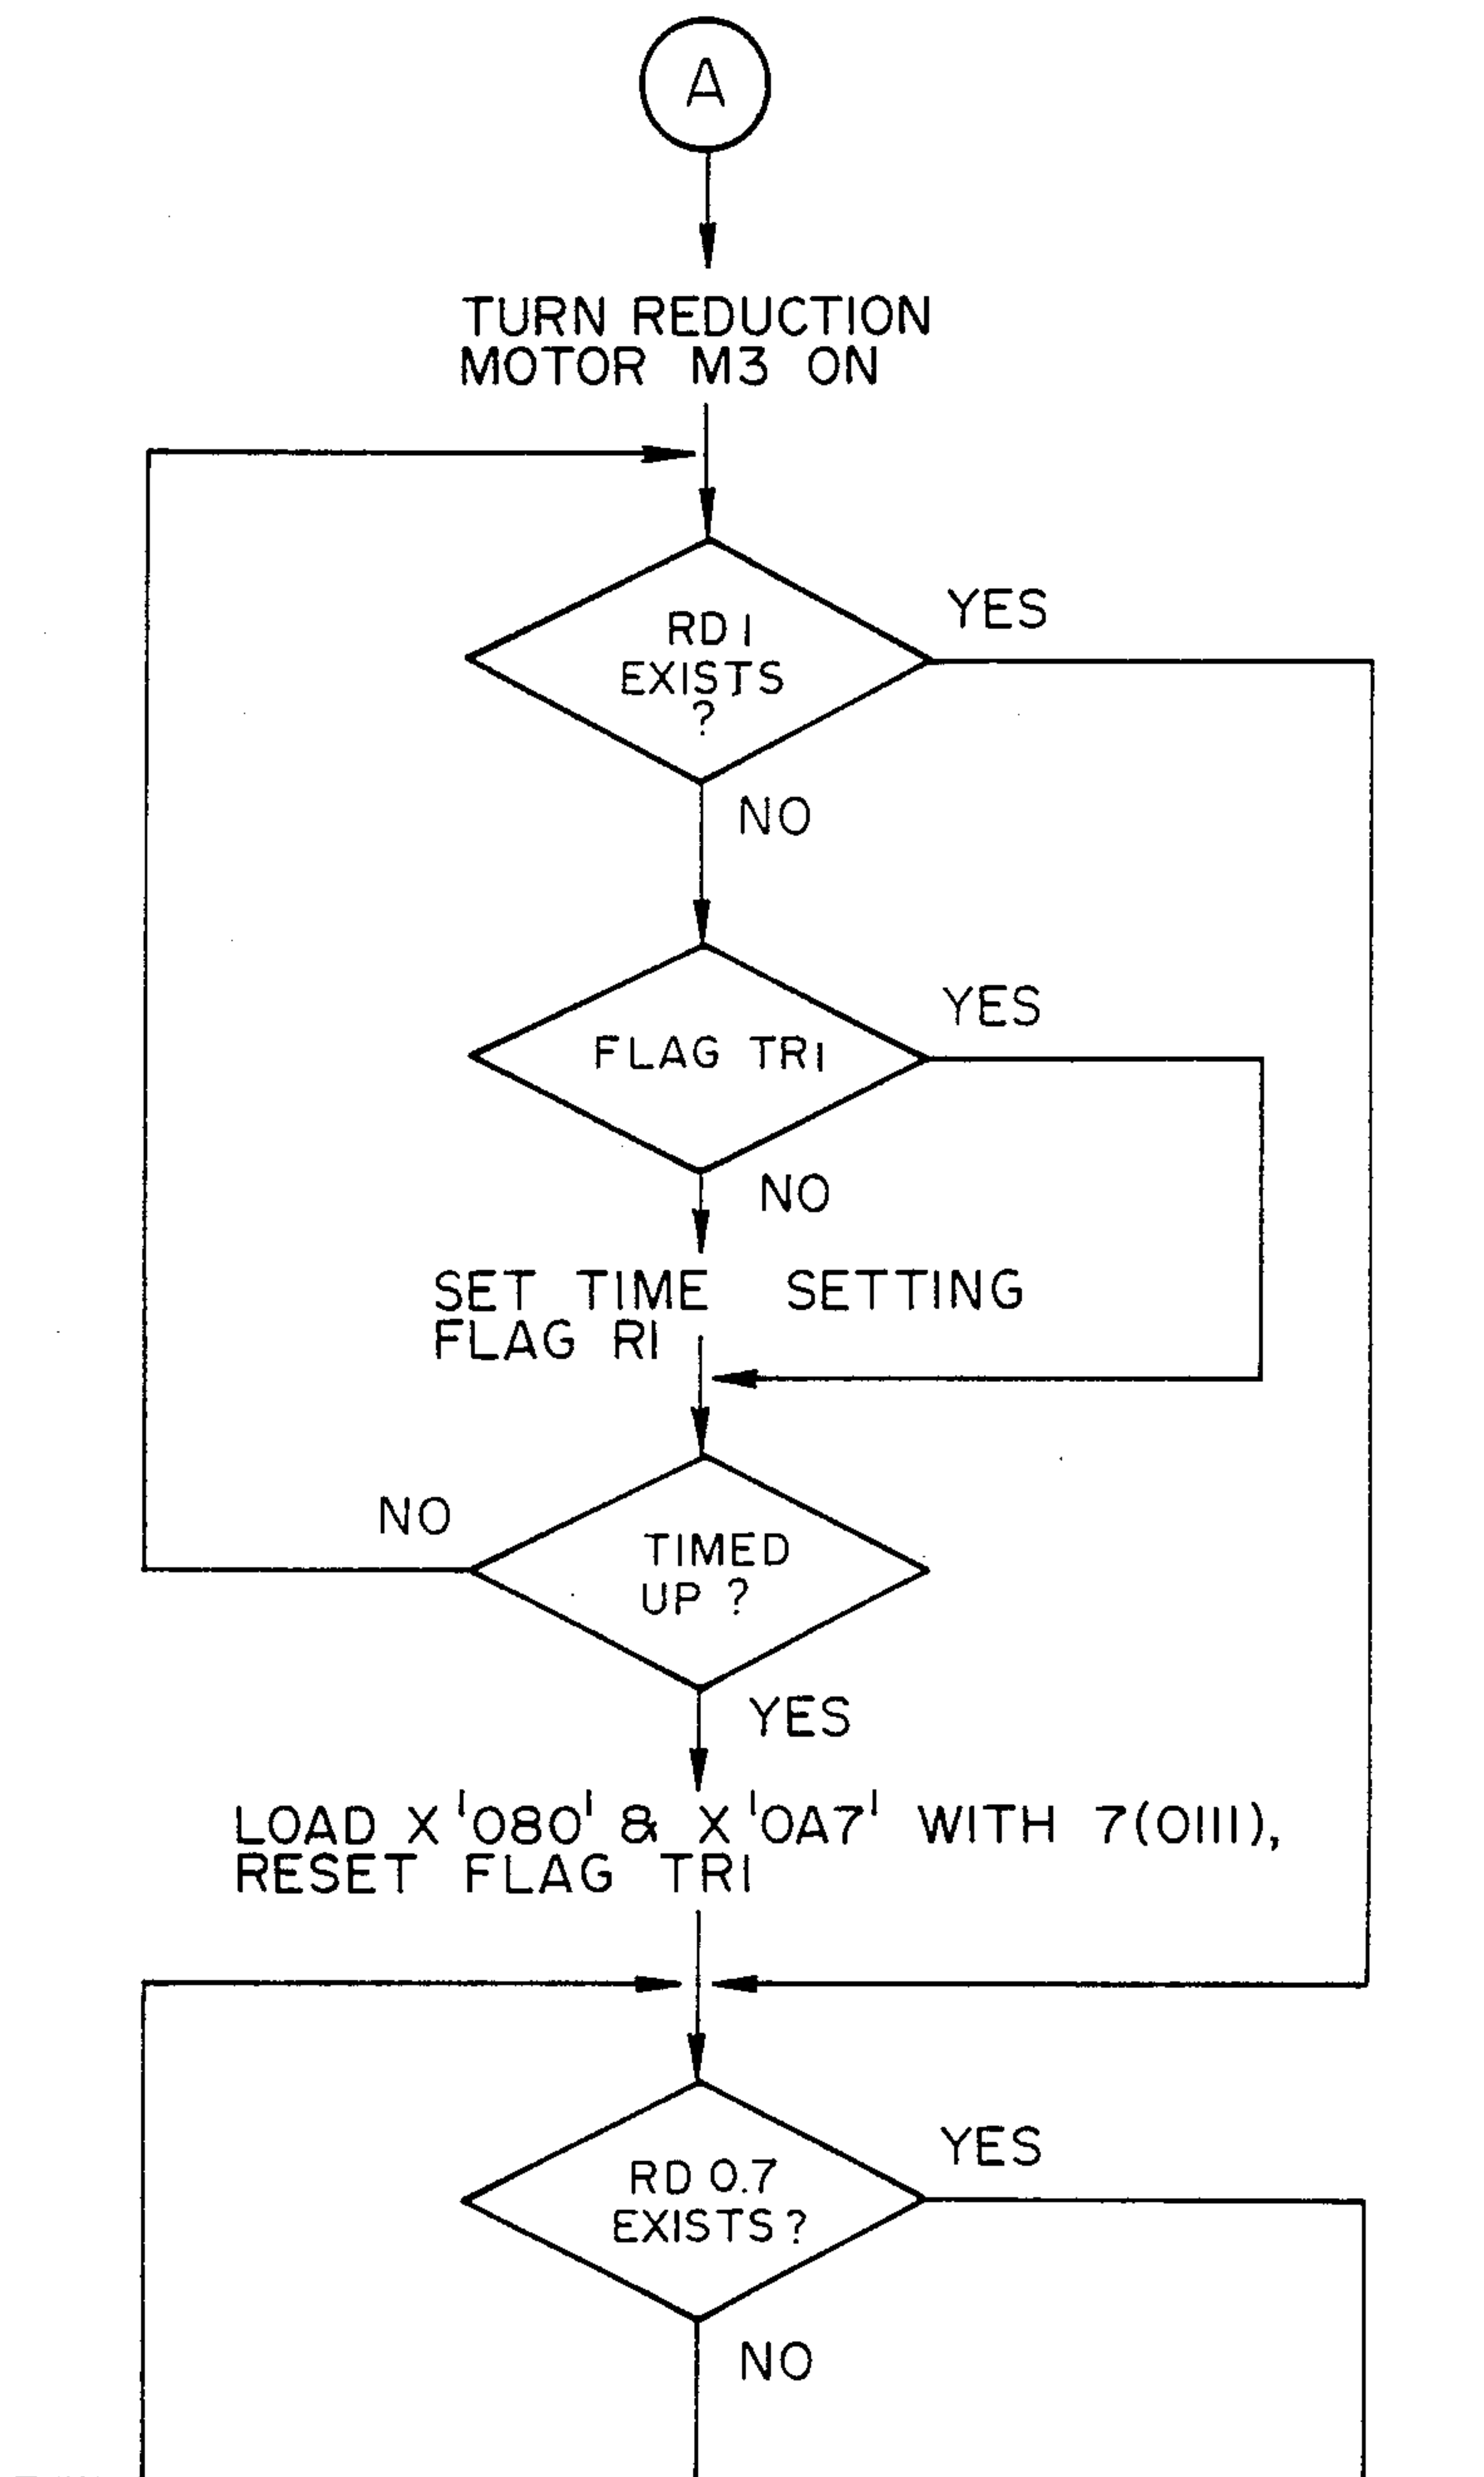 A
TURN REDUCTION
MOTOR M3 ON
RD1
EXISTS
?
YES
NO
FLAG TR1
YES
NO
SET TIME SETTING
FLAG R1
TIMED
UP ?
NO
YES
LOAD X'080' & X'0A7' WITH 7(0111),
RESET FLAG TR1
RD 0.7
EXISTS?
YES
NO